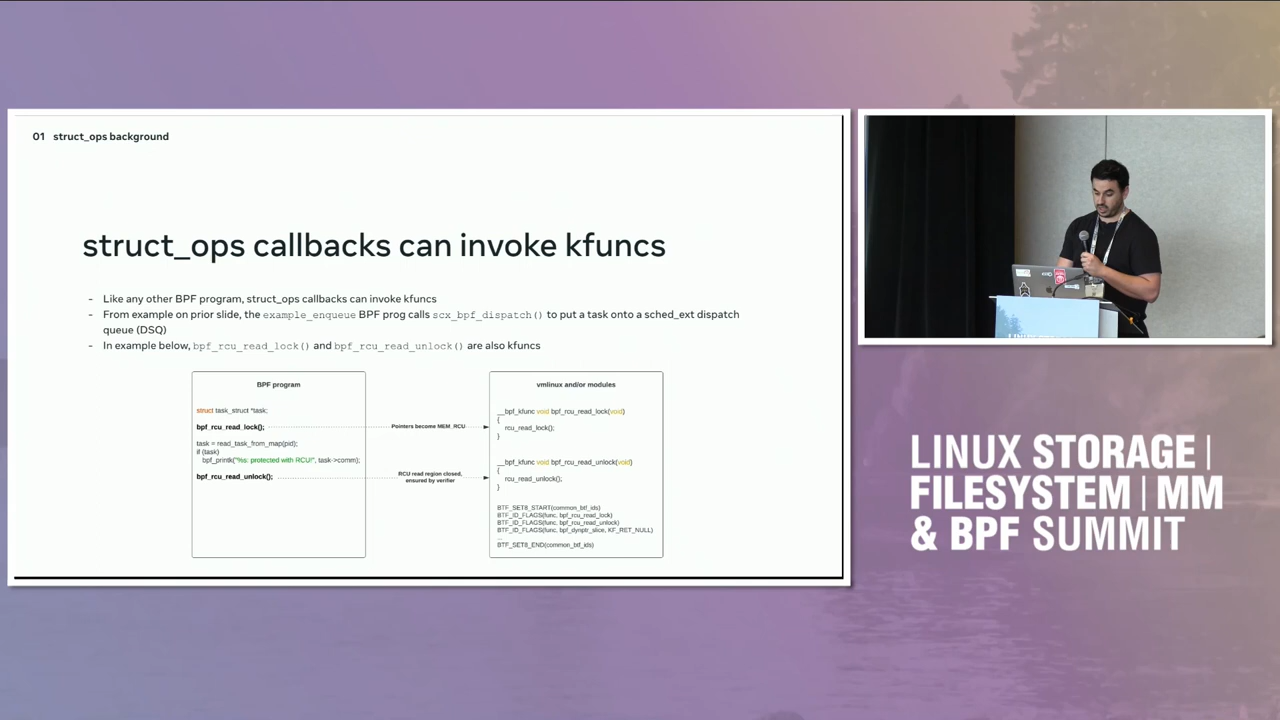 01 struct_ops background
struct_ops callbacks can invoke kfuncs
- Like any other BPF program, struct_ops callbacks can invoke kfuncs
- From example on prior slide, the example_enqueue BPF prog calls scx_bpf_dispatch() to put a task onto a sched_ext dispatch
queue (DSQ)
- In example below, bpf_rcu_read_lock() and bpf_rcu_read_unlock() are also kfuncs
BPF program
struct task_struct *task;
bpf_rcu_read_lock();
task = read_task_from_map(pid);
if (task)
bpf_printk("%s: protected with RCU!", task->comm);
bpf_rcu_read_unlock();
Pointers become MEM_RCU
RCU read region closed,
ensured by verifier
vmlinux and/or modules
__bpf_kfunc void bpf_rcu_read_lock(void)
{
rcu_read_lock();
}
__bpf_kfunc void bpf_rcu_read_unlock(void)
{
rcu_read_unlock();
}
BTF_SET8_START(common_btf_ids)
BTF_ID_FLAGS(func, bpf_rcu_read_lock)
BTF_ID_FLAGS(func, bpf_rcu_read_unlock)
BTF_ID_FLAGS(func, bpf_dynptr_slice, KF_RET_NULL)
...
BTF_SET8_END(common_btf_ids)
LINUX STORAGE |
FILESYSTEM | MM
& BPF SUMMIT